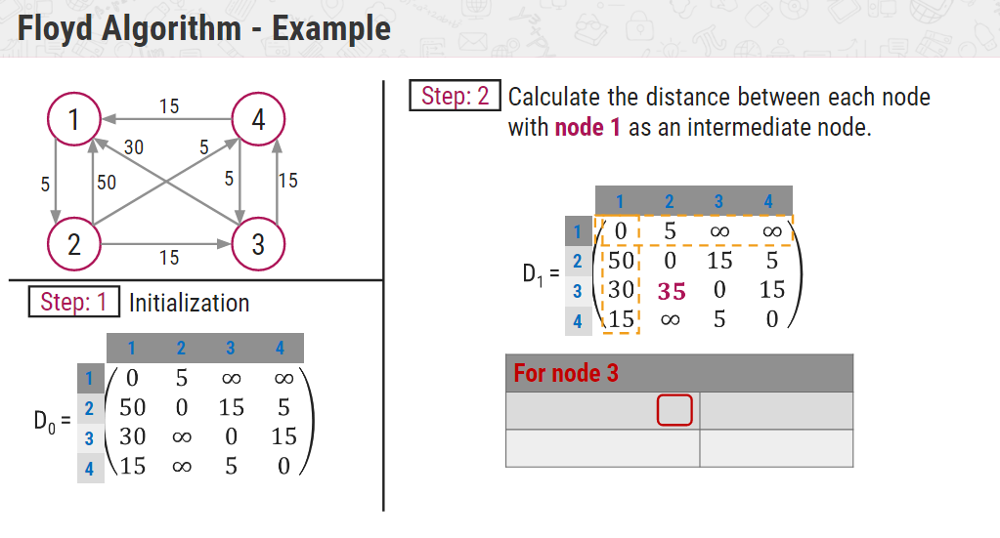 Floyd Algorithm - Example
1 15 4
30 5
5 50 5 15
2 15 3
Step: 1 Initialization
1 2 3 4
1 0 5 ∞ ∞
2 50 0 15 5
D0 =
3 30 ∞ 0 15
4 15 ∞ 5 0
Step: 2 Calculate the distance between each node
with node 1 as an intermediate node.
1 2 3 4
1 0 5 ∞ ∞
2 50 0 15 5
D1 =
3 30 35 0 15
4 15 ∞ 5 0
For node 3